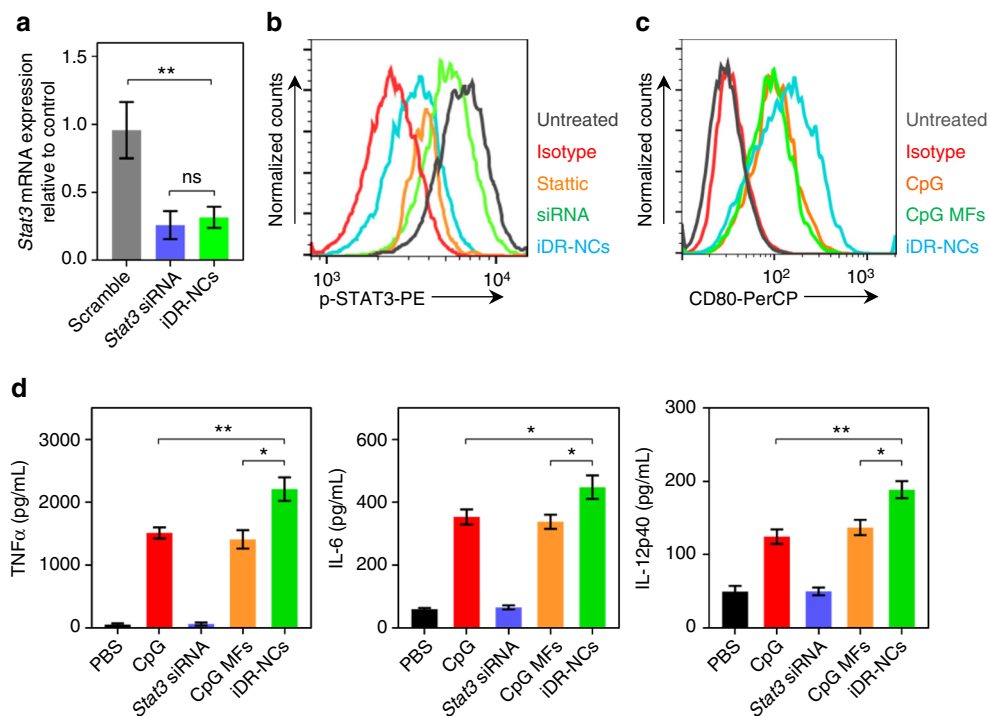 a
Stat3 mRNA expression
relative to control
1.5
1.0
0.5
0.0
**
ns
Scramble
Stat3 siRNA
iDR-NCs
b
Normalized counts
10³
10⁴
p-STAT3-PE
Untreated
Isotype
Stattic
siRNA
iDR-NCs
c
Normalized counts
10²
10³
CD80-PerCP
Untreated
Isotype
CpG
CpG MFs
iDR-NCs
d
TNFα (pg/mL)
3000
2000
1000
0
**
*
PBS
CpG
Stat3 siRNA
CpG MFs
iDR-NCs
IL-6 (pg/mL)
600
400
200
0
*
*
PBS
CpG
Stat3 siRNA
CpG MFs
iDR-NCs
IL-12p40 (pg/mL)
300
200
100
0
**
*
PBS
CpG
Stat3 siRNA
CpG MFs
iDR-NCs